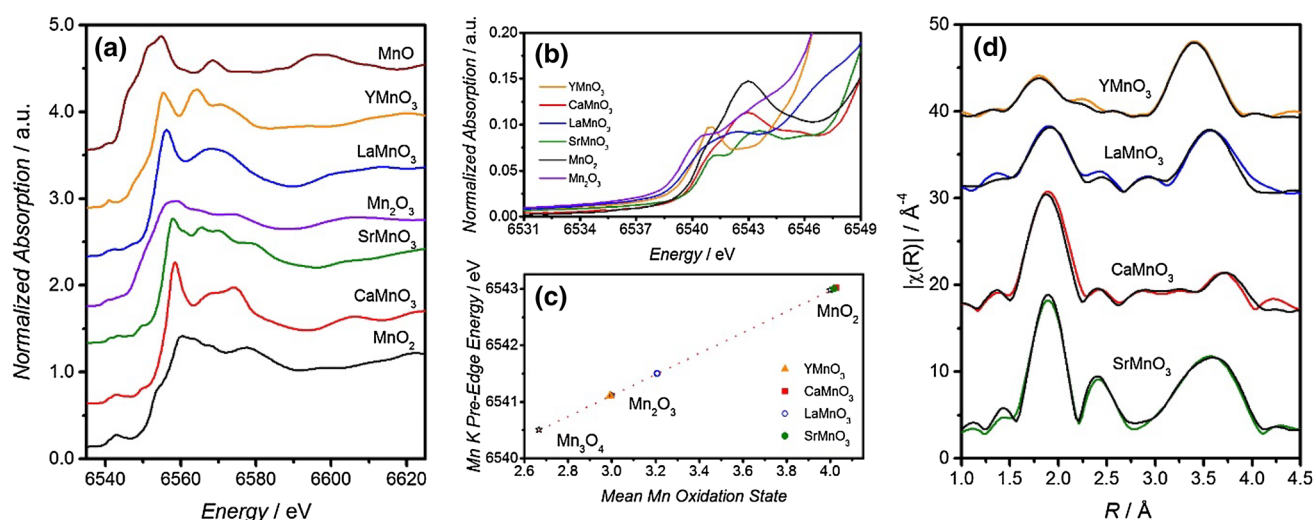 (a)
5.0
4.0
3.0
2.0
1.0
0.0
Normalized Absorption / a.u.
MnO
YMnO₃
LaMnO₃
Mn₂O₃
SrMnO₃
CaMnO₃
MnO₂
6540 6560 6580 6600 6620
Energy / eV
(b)
0.20
0.15
0.10
0.05
0.00
Normalized Absorption / a.u.
YMnO₃
CaMnO₃
LaMnO₃
SrMnO₃
MnO₂
Mn₂O₃
6531 6534 6537 6540 6543 6546 6549
Energy / eV
(c)
6543
6542
6541
6540
Mn K Pre-Edge Energy / eV
MnO₂
Mn₂O₃
Mn₃O₄
YMnO₃
CaMnO₃
LaMnO₃
SrMnO₃
2.6 2.8 3.0 3.2 3.4 3.6 3.8 4.0
Mean Mn Oxidation State
(d)
50
40
30
20
10
0
|χ(R)| / Å⁻⁴
YMnO₃
LaMnO₃
CaMnO₃
SrMnO₃
1.0 1.5 2.0 2.5 3.0 3.5 4.0 4.5
R / Å